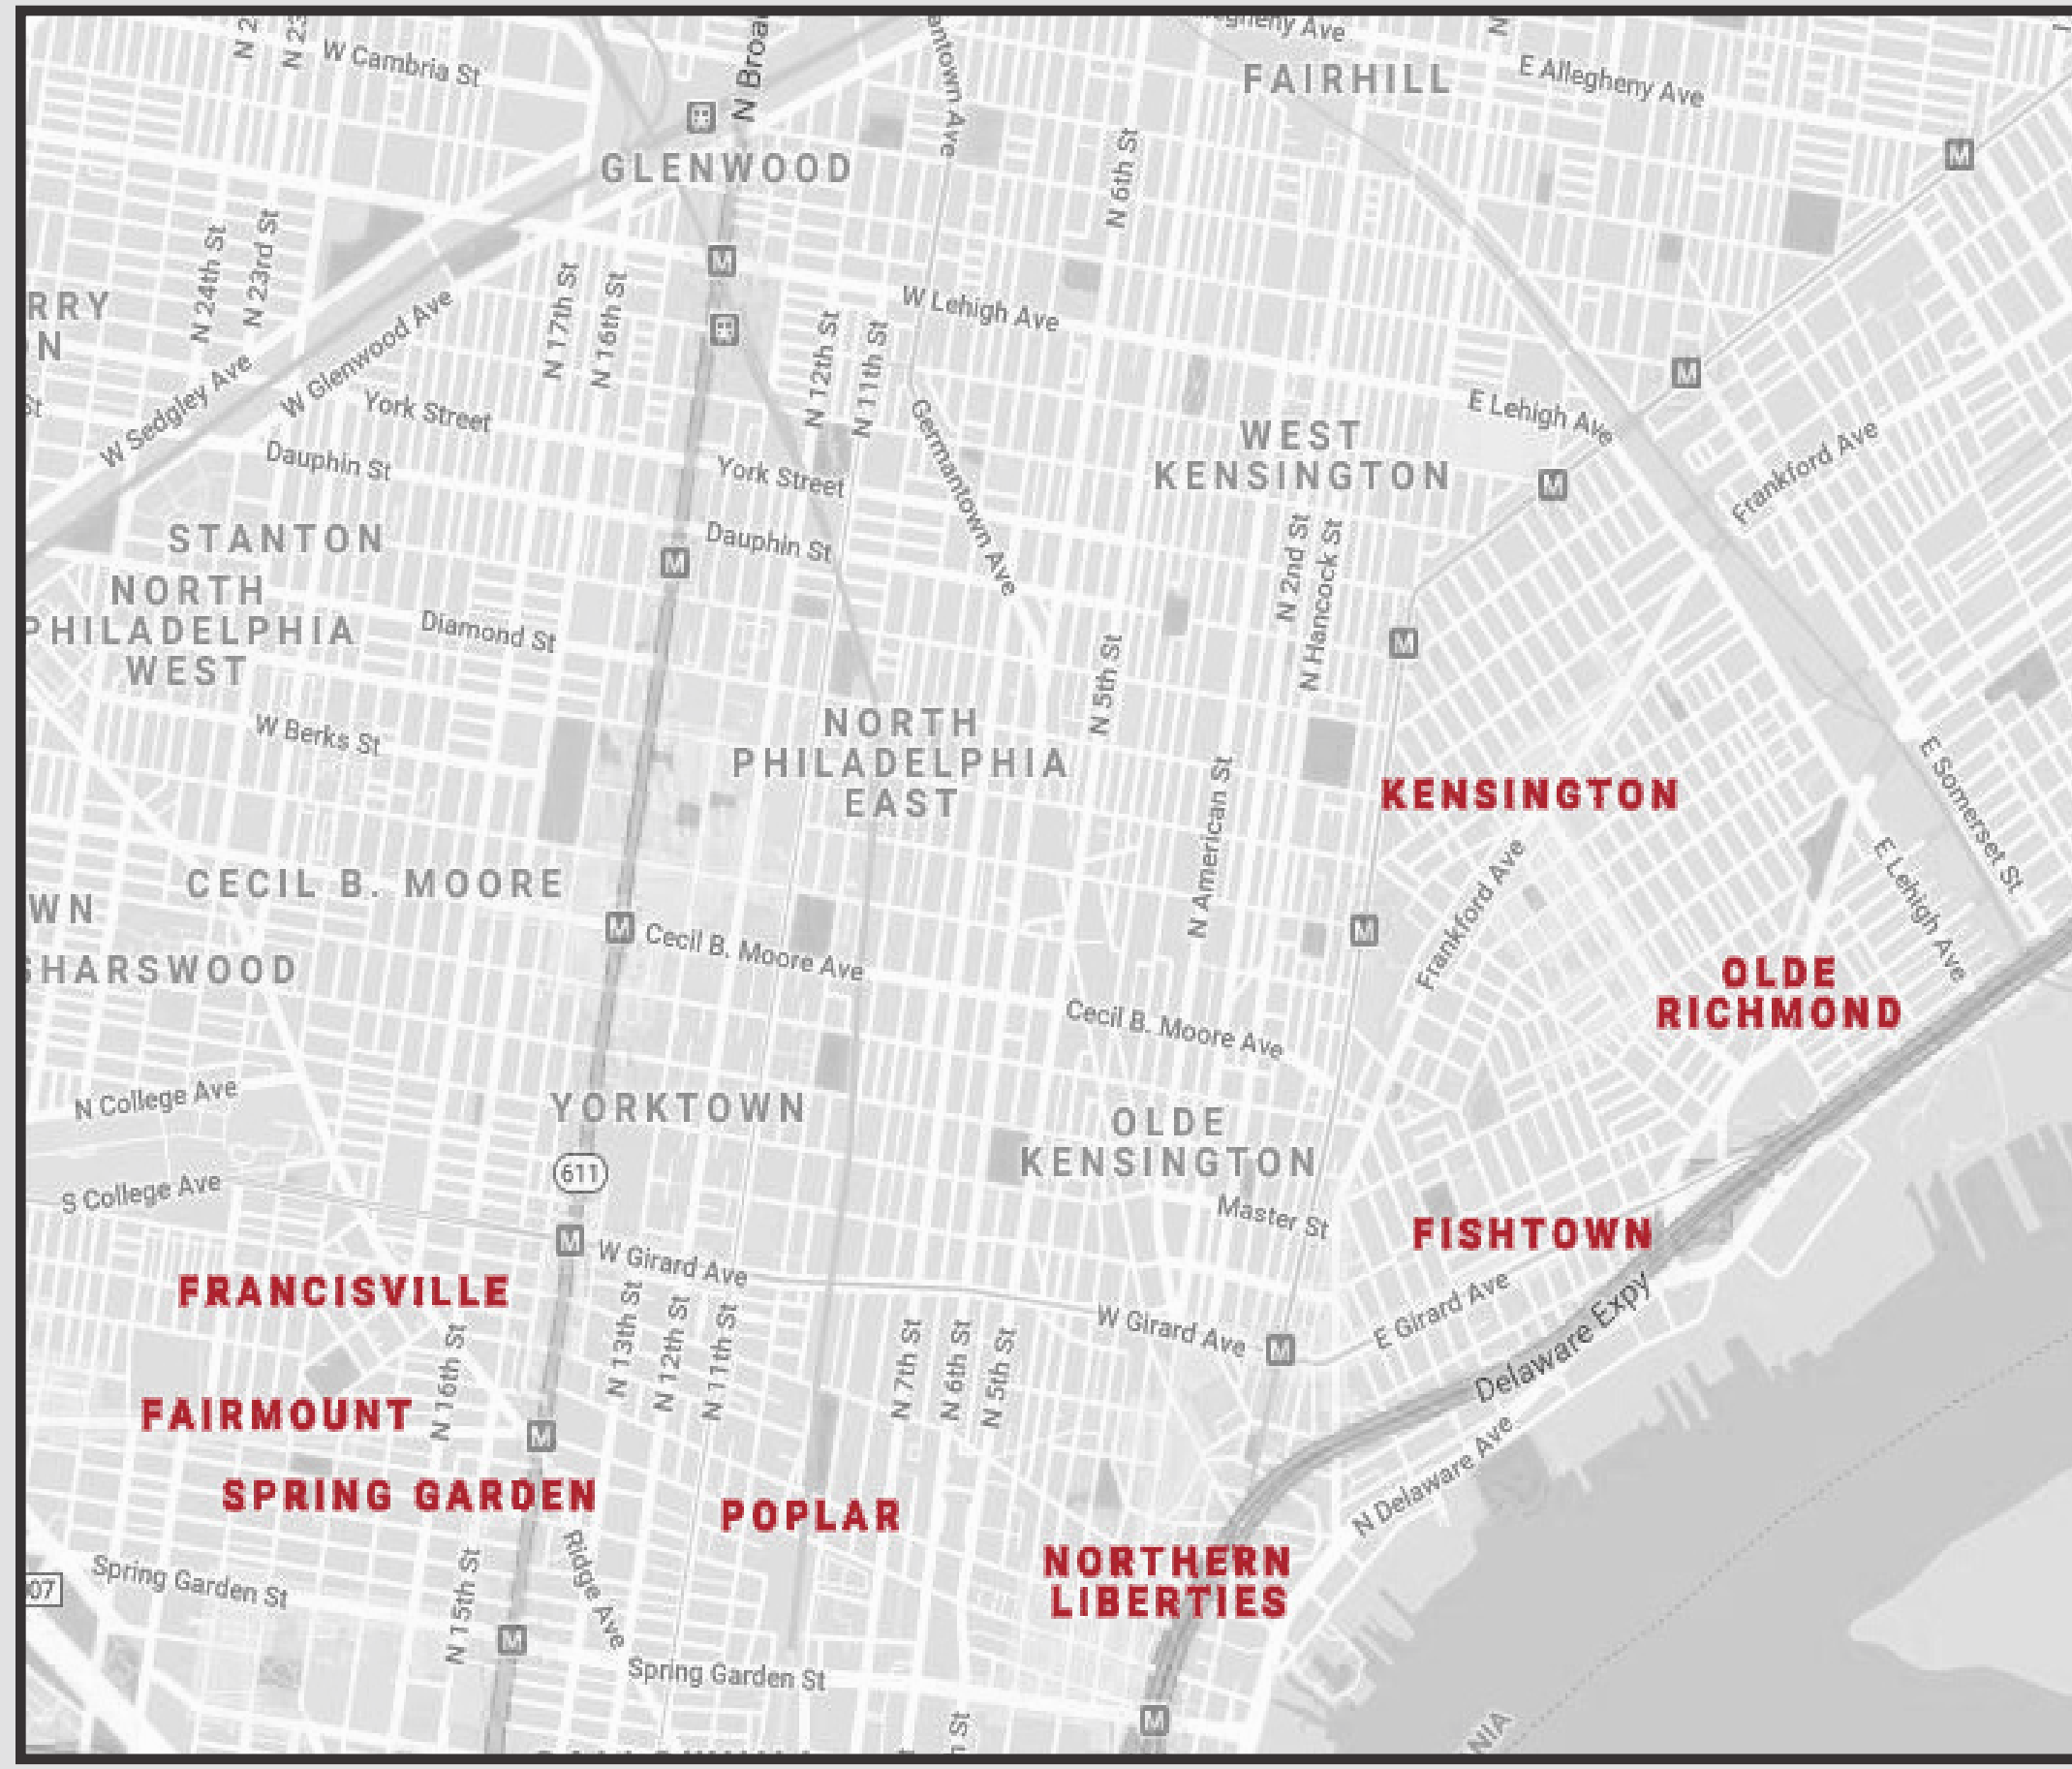 W Cambria St
E Allegheny Ave
FAIRHILL
GLENWOOD
N 6th St
N 24th St
N 23rd St
N 17th St
N 16th St
W Lehigh Ave
N 12th St
N 11th St
W Glenwood Ave
W Sedgley Ave
York Street
Dauphin St
Germantown Ave
E Lehigh Ave
Frankford Ave
WEST
KENSINGTON
York Street
Dauphin St
STANTON
N 2nd St
N Hancock St
NORTH
PHILADELPHIA
WEST
Diamond St
N 5th St
W Berks St
NORTH
PHILADELPHIA
EAST
KENSINGTON
E Somerset St
N American St
Frankford Ave
E Lehigh Ave
CECIL B. MOORE
Cecil B. Moore Ave
SHARSWOOD
OLDE
RICHMOND
Cecil B. Moore Ave
N College Ave
YORKTOWN
OLDE
KENSINGTON
611
S College Ave
Master St
FISHTOWN
W Girard Ave
FRANCISVILLE
W Girard Ave
E Girard Ave
Delaware Expy
N 16th St
N 13th St
N 12th St
N 11th St
N 7th St
N 6th St
N 5th St
FAIRMOUNT
N Delaware Ave
SPRING GARDEN
POPLAR
NORTHERN
LIBERTIES
Spring Garden St
N 15th St
Ridge Ave
Spring Garden St